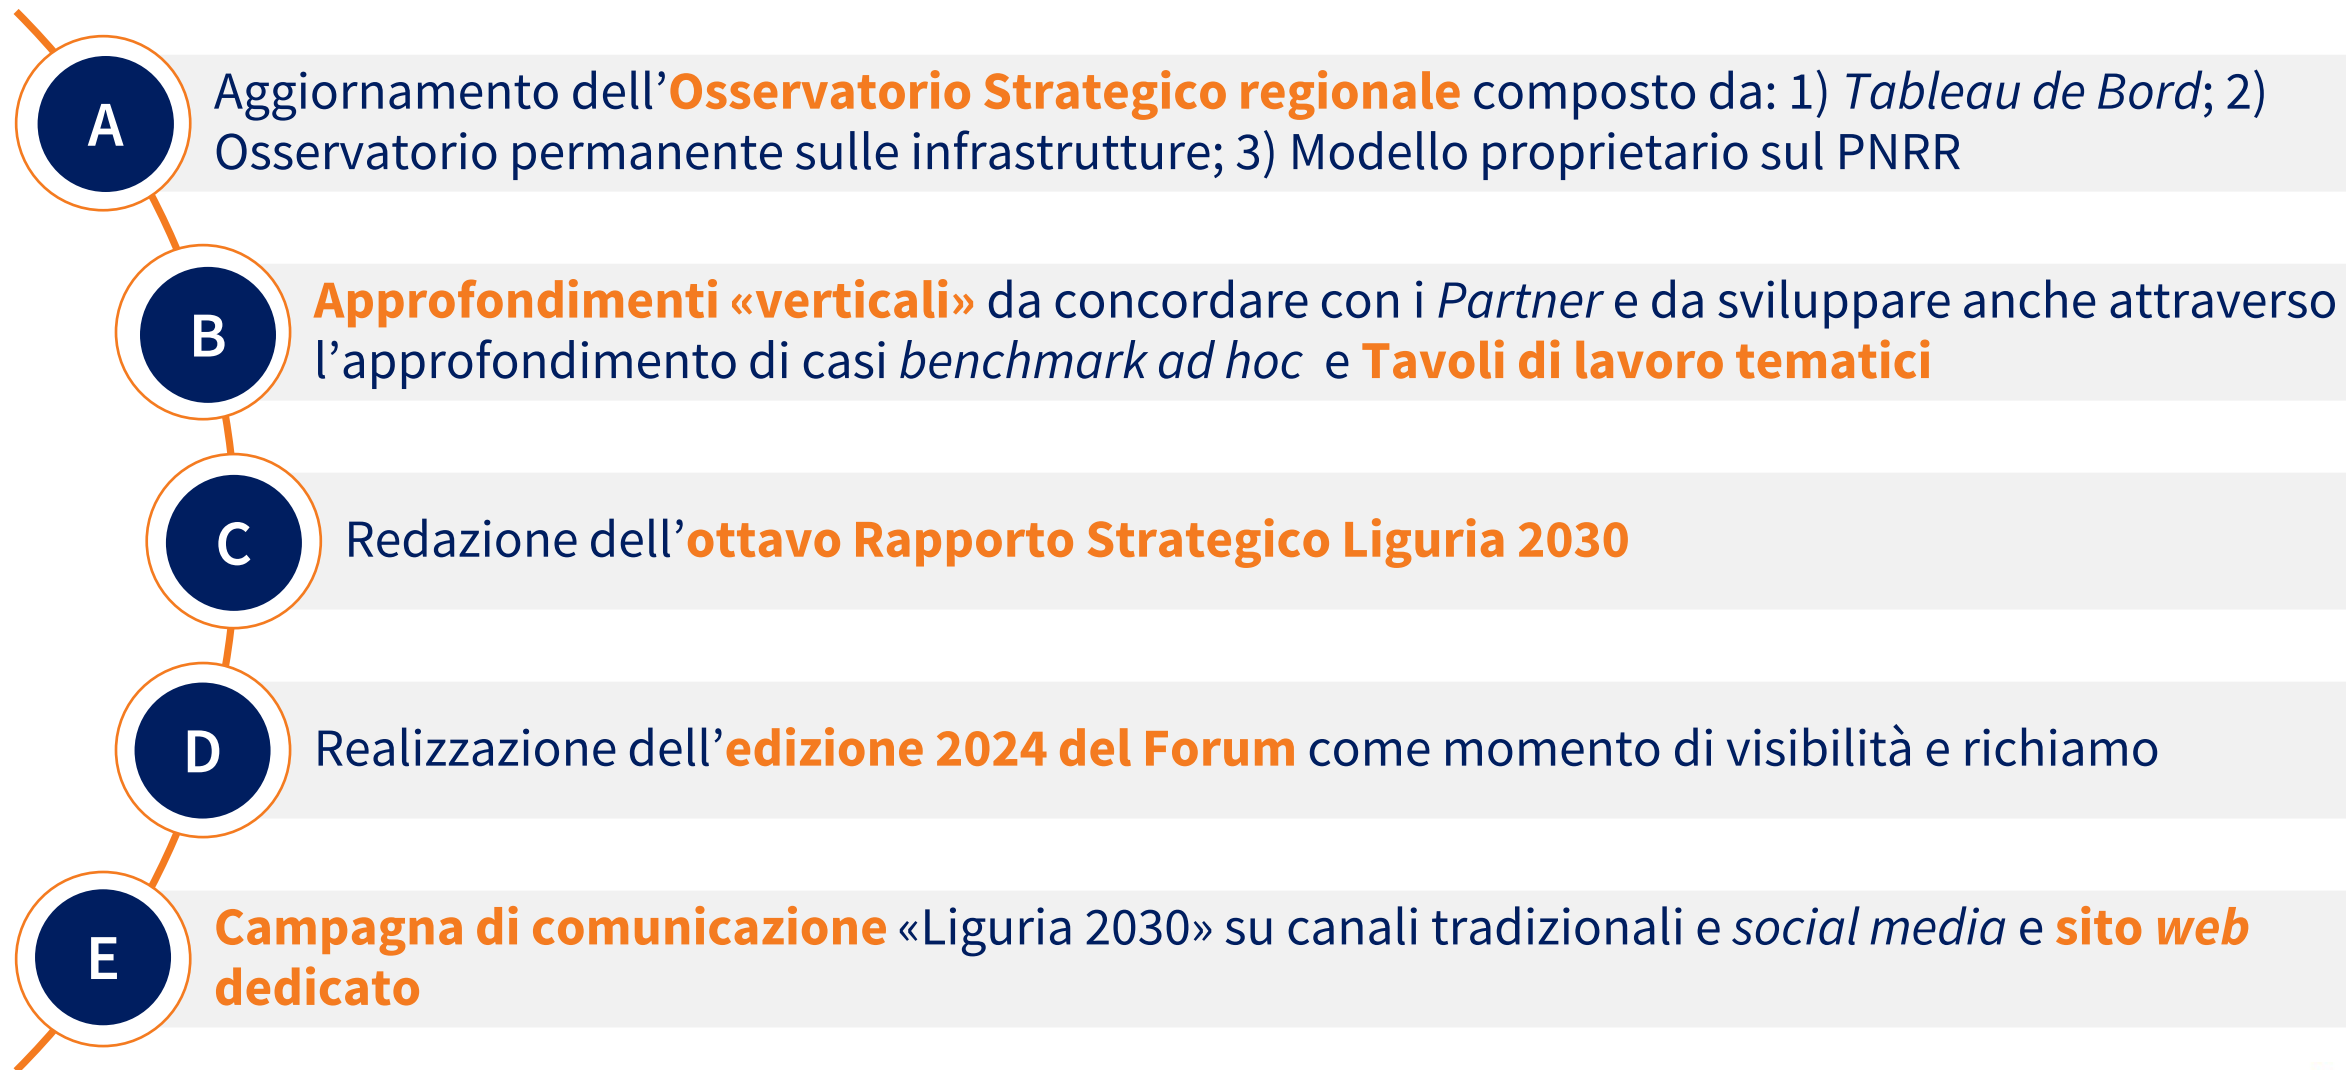 A
Aggiornamento dell’Osservatorio Strategico regionale composto da: 1) Tableau de Bord; 2)
Osservatorio permanente sulle infrastrutture; 3) Modello proprietario sul PNRR
B
Approfondimenti «verticali» da concordare con i Partner e da sviluppare anche attraverso
l’approfondimento di casi benchmark ad hoc e Tavoli di lavoro tematici
C
Redazione dell’ottavo Rapporto Strategico Liguria 2030
D
Realizzazione dell’edizione 2024 del Forum come momento di visibilità e richiamo
E
Campagna di comunicazione «Liguria 2030» su canali tradizionali e social media e sito web
dedicato